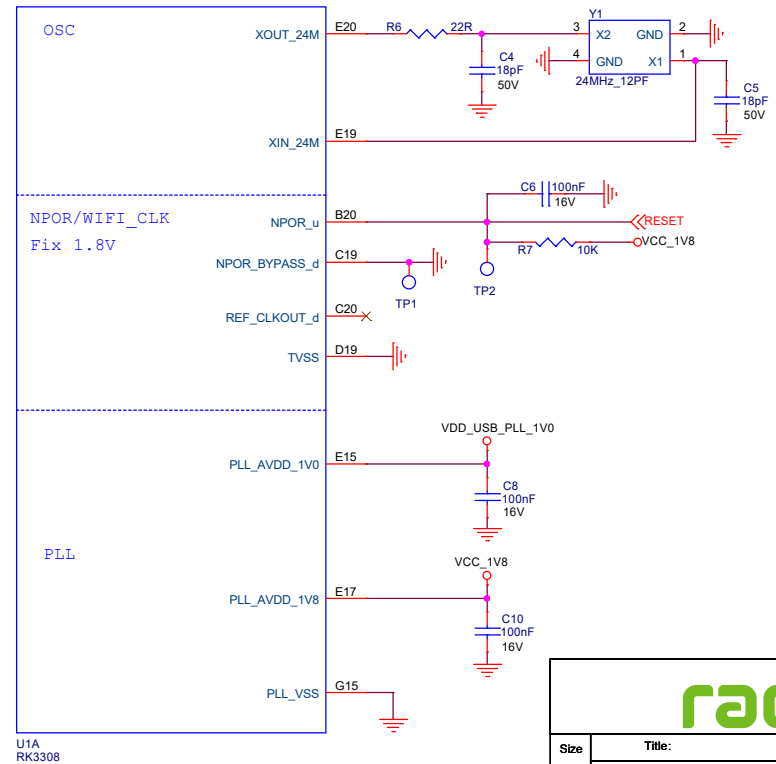 OSC
XOUT_24M
E20
R6
22R
C4
18pF
50V
Y1
3
X2
GND
2
4
GND
X1
1
24MHz_12PF
C5
18pF
50V
XIN_24M
E19
NPOR/WIFI_CLK
Fix 1.8V
NPOR_u
B20
C6
100nF
16V
RESET
R7
10K
VCC_1V8
NPOR_BYPASS_d
C19
TP1
TP2
REF_CLKOUT_d
C20
TVSS
D19
PLL
PLL_AVDD_1V0
E15
VDD_USB_PLL_1V0
C8
100nF
16V
PLL_AVDD_1V8
E17
VCC_1V8
C10
100nF
16V
PLL_VSS
G15
U1A
RK3308
Size
Title: